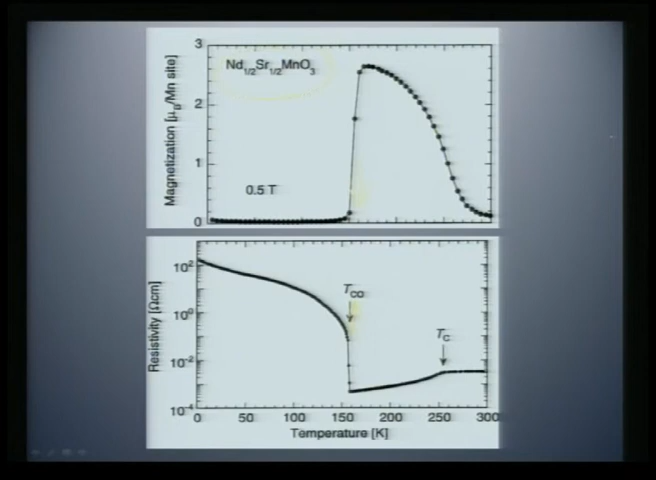 3
Nd1/2Sr1/2MnO3
2
Magnetization [μB/Mn site]
1
0.5 T
0
10²
TCO
10⁰
Resistivity [Ωcm]
TC
10⁻²
10⁻⁴
0 50 100 150 200 250 300
Temperature [K]